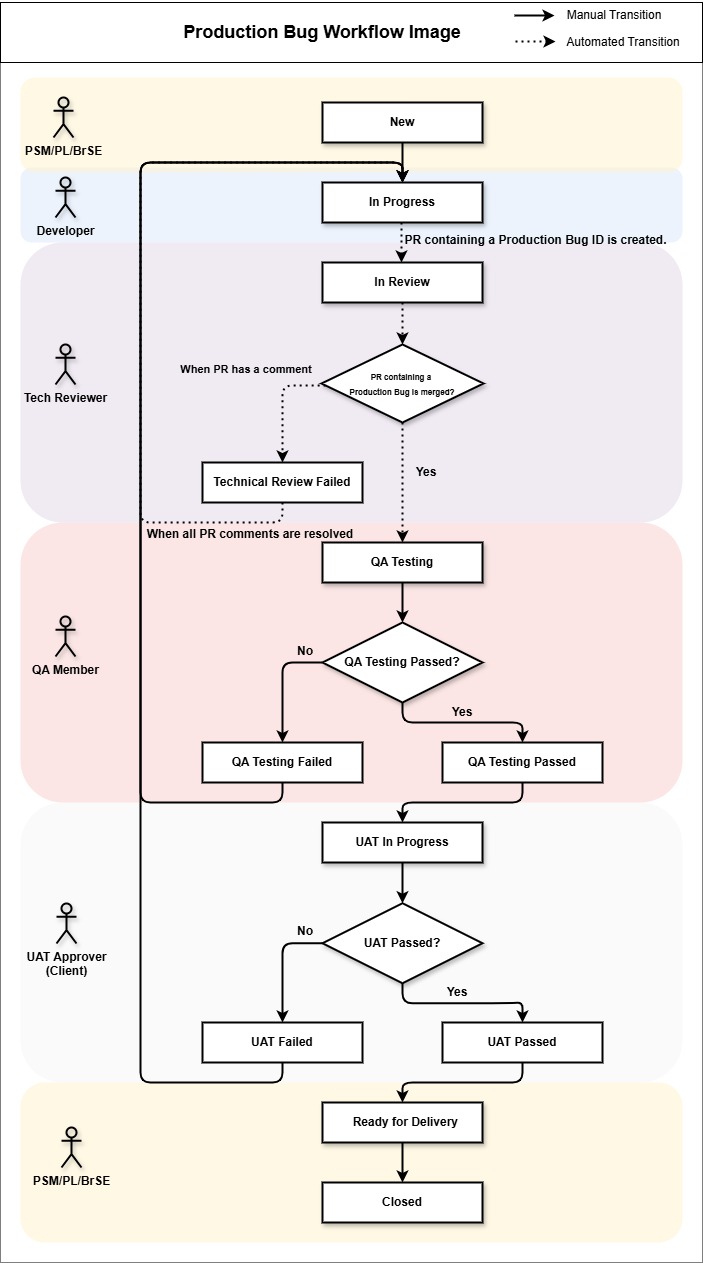 Production Bug Workflow Image
Manual Transition
Automated Transition
New
PSM/PL/BrSE
In Progress
Developer
PR containing a Production Bug ID is created.
In Review
When PR has a comment
PR containing a
Production Bug is merged?
Tech Reviewer
Technical Review Failed
Yes
When all PR comments are resolved
QA Testing
No
QA Testing Passed?
QA Member
Yes
QA Testing Failed
QA Testing Passed
UAT In Progress
No
UAT Passed?
UAT Approver
(Client)
Yes
UAT Failed
UAT Passed
Ready for Delivery
PSM/PL/BrSE
Closed